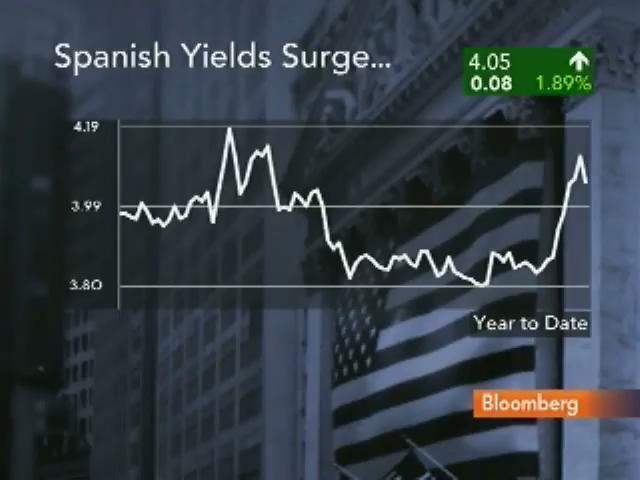 Spanish Yields Surge...
4.05
0.08 1.89%
4.19
3.99
3.80
Year to Date
Bloomberg